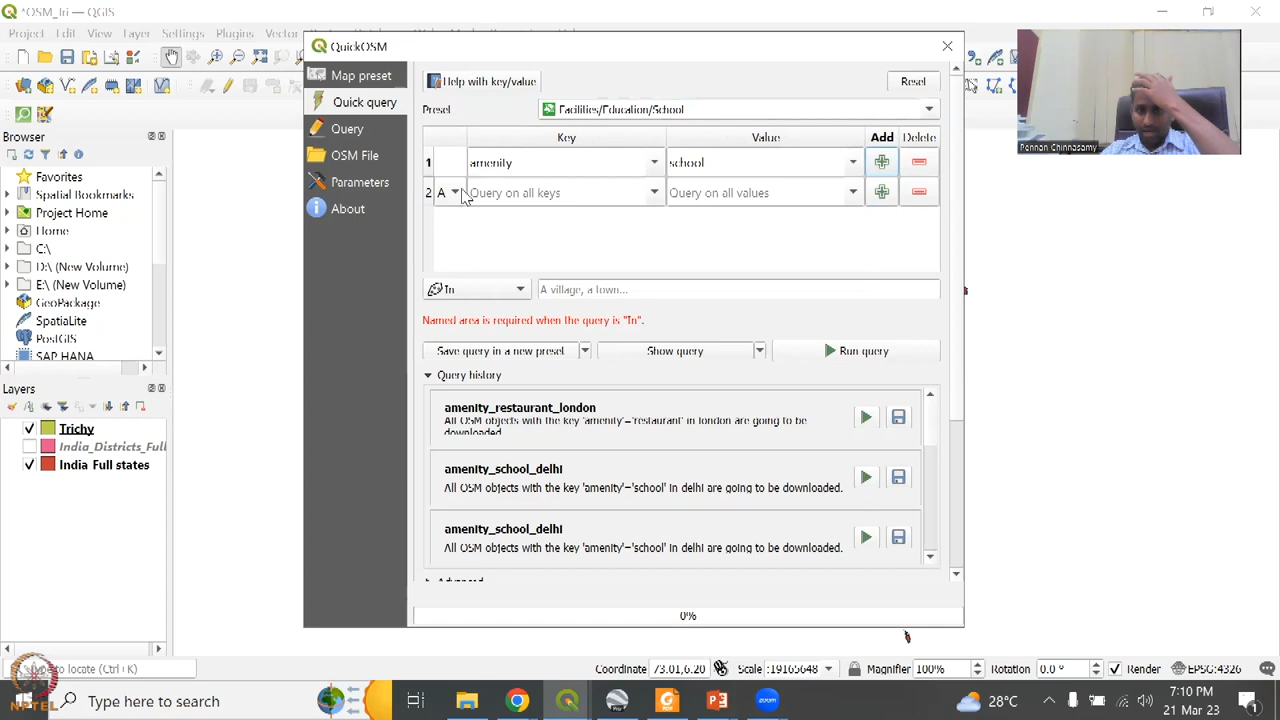 *OSM_tri — QGIS
Project Edit View Layer Settings Plugins Vector
QuickOSM
Map preset
Quick query
Query
OSM File
Parameters
About
Help with key/value
Reset
Preset
Facilities/Education/School
Key Value Add Delete
1 amenity school
2 A Query on all keys Query on all values
In
A village, a town...
Named area is required when the query is "In".
Save query in a new preset
Show query
Run query
Query history
amenity_restaurant_london
All OSM objects with the key 'amenity'='restaurant' in london are going to be
downloaded.
amenity_school_delhi
All OSM objects with the key 'amenity'='school' in delhi are going to be downloaded.
amenity_school_delhi
All OSM objects with the key 'amenity'='school' in delhi are going to be downloaded.
Advanced
0%
Browser
Favorites
Spatial Bookmarks
Project Home
Home
C:\
D:\ (New Volume)
E:\ (New Volume)
GeoPackage
SpatiaLite
PostGIS
SAP HANA
Layers
Trichy
India_Districts_Full
India Full states
Pennan Chinnasamy
to locate (Ctrl+K)
Coordinate 73.01,6.20
Scale :19165648
Magnifier 100%
Rotation 0.0 °
Render
EPSG:4326
NPTEL
Type here to search
28°C
7:10 PM
21 Mar 23
1